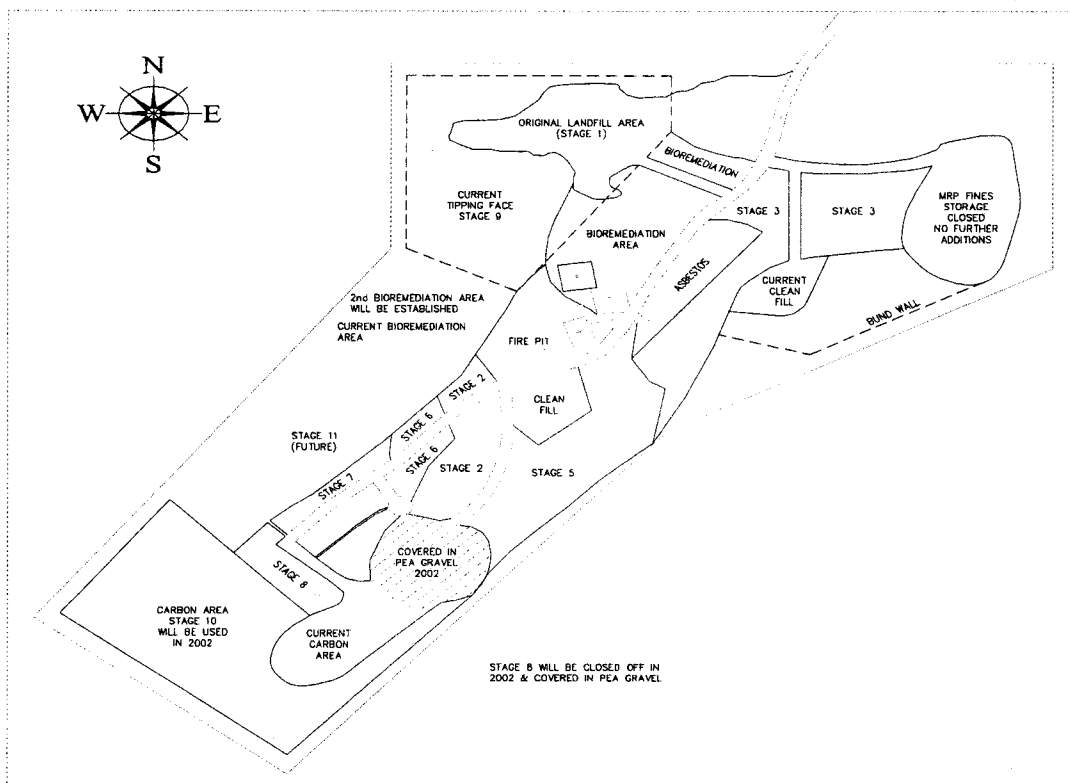 N
W E
S
ORIGINAL LANDFILL AREA
(STAGE 1)
BIOREMEDIATION
CURRENT
TIPPING FACE
STAGE 9
BIOREMEDIATION
AREA
STAGE 3
STAGE 3
MRP FINES
STORAGE
CLOSED
NO FURTHER
ADDITIONS
ASBESTOS
CURRENT
CLEAN
FILL
BUND WALL
2nd BIOREMEDIATION AREA
WILL BE ESTABLISHED
CURRENT BIOREMEDIATION
AREA
FIRE PIT
CLEAN
FILL
STAGE 2
STAGE 6
STAGE 6
STAGE 2
STAGE 5
STAGE 11
(FUTURE)
STAGE 7
COVERED IN
PEA GRAVEL
2002
STAGE 8
CARBON AREA
STAGE 10
WILL BE USED
IN 2002
CURRENT
CARBON
AREA
STAGE 8 WILL BE CLOSED OFF IN
2002 & COVERED IN PEA GRAVEL